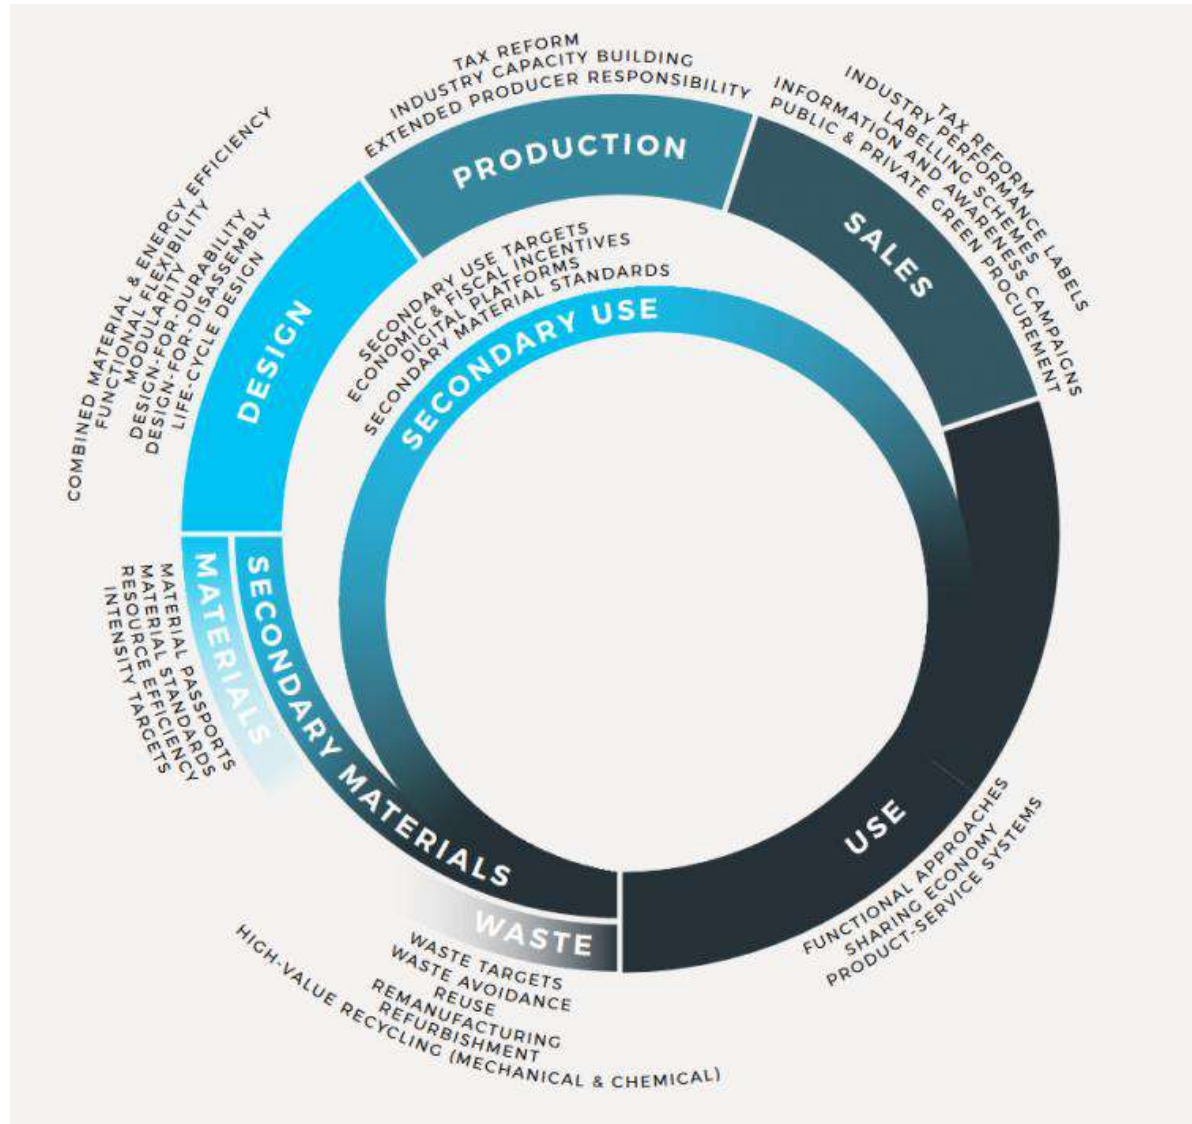 TAX REFORM
INDUSTRY CAPACITY BUILDING
EXTENDED PRODUCER RESPONSIBILITY
PRODUCTION
TAX REFORM
INDUSTRY PERFORMANCE LABELS
LABELLING SCHEMES
INFORMATION AND AWARENESS CAMPAIGNS
PUBLIC & PRIVATE GREEN PROCUREMENT
SALES
COMBINED MATERIAL & ENERGY EFFICIENCY
FUNCTIONAL FLEXIBILITY
MODULARITY
DESIGN-FOR-DURABILITY
DESIGN-FOR-DISASSEMBLY
LIFE-CYCLE DESIGN
DESIGN
SECONDARY USE TARGETS
ECONOMIC & FISCAL INCENTIVES
DIGITAL PLATFORMS
SECONDARY MATERIAL STANDARDS
SECONDARY USE
MATERIALS
SECONDARY MATERIALS
MATERIAL PASSPORTS
MATERIAL STANDARDS
RESOURCE EFFICIENCY
INTENSITY TARGETS
USE
FUNCTIONAL APPROACHES
SHARING ECONOMY
PRODUCT-SERVICE SYSTEMS
WASTE
WASTE TARGETS
WASTE AVOIDANCE
REUSE
REMANUFACTURING
REFURBISHMENT
HIGH-VALUE RECYCLING (MECHANICAL & CHEMICAL)